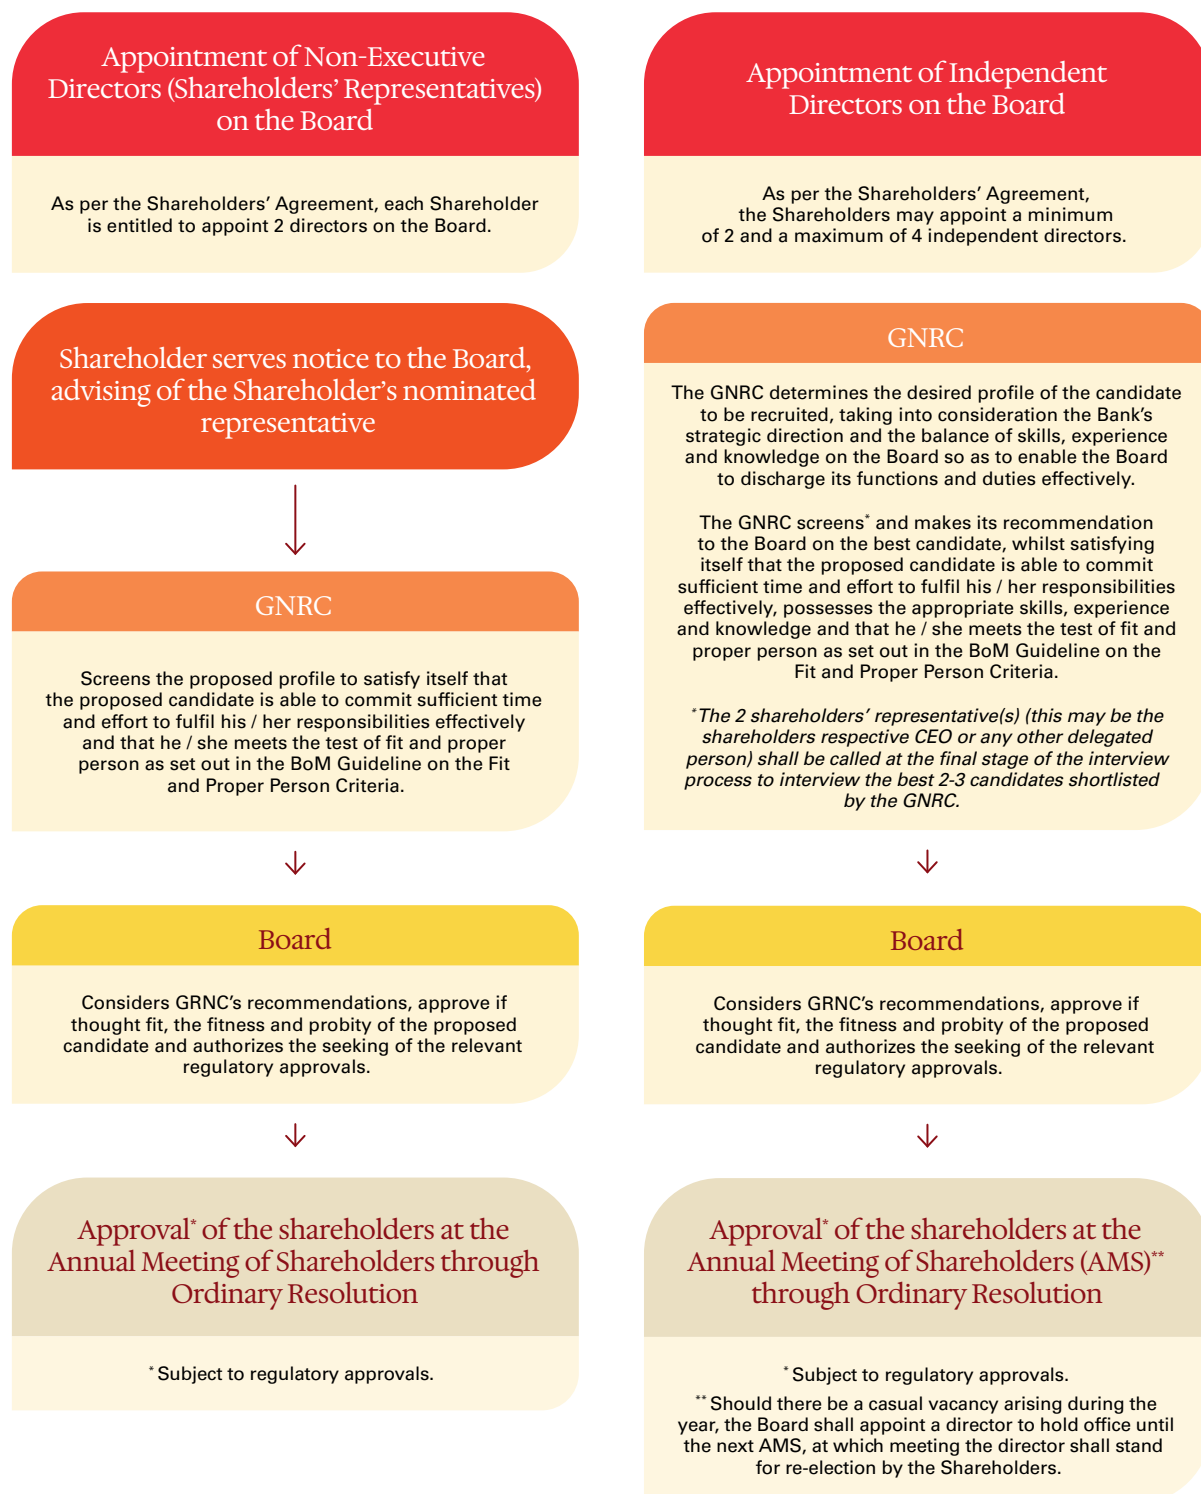 Appointment of Non-Executive
Directors (Shareholders’ Representatives)
on the Board
As per the Shareholders’ Agreement, each Shareholder
is entitled to appoint 2 directors on the Board.
Shareholder serves notice to the Board,
advising of the Shareholder’s nominated
representative
GNRC
Screens the proposed profile to satisfy itself that
the proposed candidate is able to commit sufficient time
and effort to fulfil his / her responsibilities effectively
and that he / she meets the test of fit and proper
person as set out in the BoM Guideline on the Fit
and Proper Person Criteria.
Board
Considers GRNC’s recommendations, approve if
thought fit, the fitness and probity of the proposed
candidate and authorizes the seeking of the relevant
regulatory approvals.
Approval* of the shareholders at the
Annual Meeting of Shareholders through
Ordinary Resolution
* Subject to regulatory approvals.
Appointment of Independent
Directors on the Board
As per the Shareholders’ Agreement,
the Shareholders may appoint a minimum
of 2 and a maximum of 4 independent directors.
GNRC
The GNRC determines the desired profile of the candidate
to be recruited, taking into consideration the Bank’s
strategic direction and the balance of skills, experience
and knowledge on the Board so as to enable the Board
to discharge its functions and duties effectively.
The GNRC screens* and makes its recommendation
to the Board on the best candidate, whilst satisfying
itself that the proposed candidate is able to commit
sufficient time and effort to fulfil his / her responsibilities
effectively, possesses the appropriate skills, experience
and knowledge and that he / she meets the test of fit and
proper person as set out in the BoM Guideline on the
Fit and Proper Person Criteria.
*The 2 shareholders’ representative(s) (this may be the
shareholders respective CEO or any other delegated
person) shall be called at the final stage of the interview
process to interview the best 2-3 candidates shortlisted
by the GNRC.
Board
Considers GRNC’s recommendations, approve if
thought fit, the fitness and probity of the proposed
candidate and authorizes the seeking of the relevant
regulatory approvals.
Approval* of the shareholders at the
Annual Meeting of Shareholders (AMS)**
through Ordinary Resolution
* Subject to regulatory approvals.
** Should there be a casual vacancy arising during the
year, the Board shall appoint a director to hold office until
the next AMS, at which meeting the director shall stand
for re-election by the Shareholders.